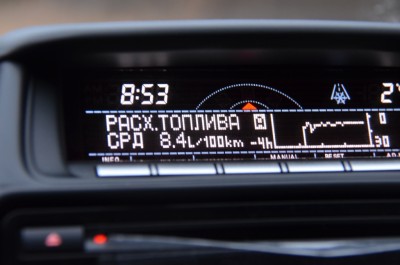 8:53 2°
РАСХ.ТОПЛИВА 0
СРД 8.4L/100km -4h 30
INFO MANUAL RESET